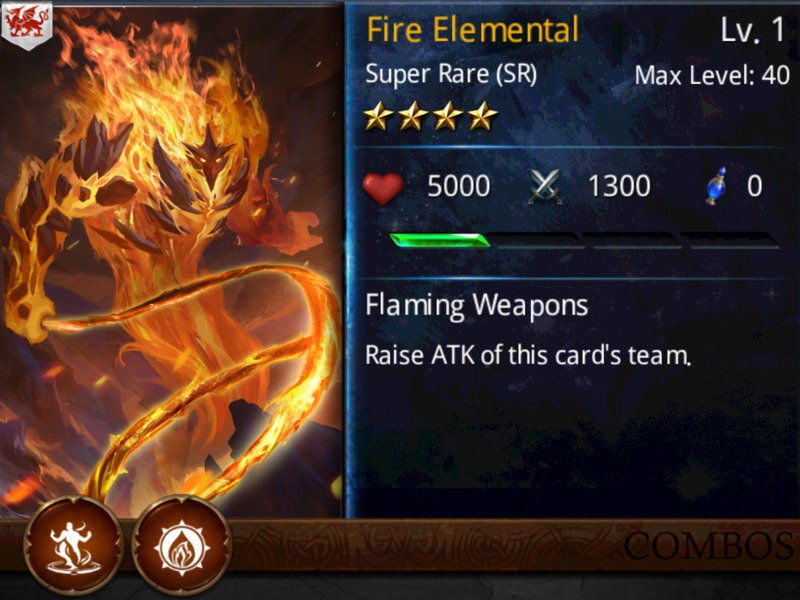 Fire Elemental Lv. 1
Super Rare (SR) Max Level: 40
5000 1300 0
Flaming Weapons
Raise ATK of this card's team.
COMBOS